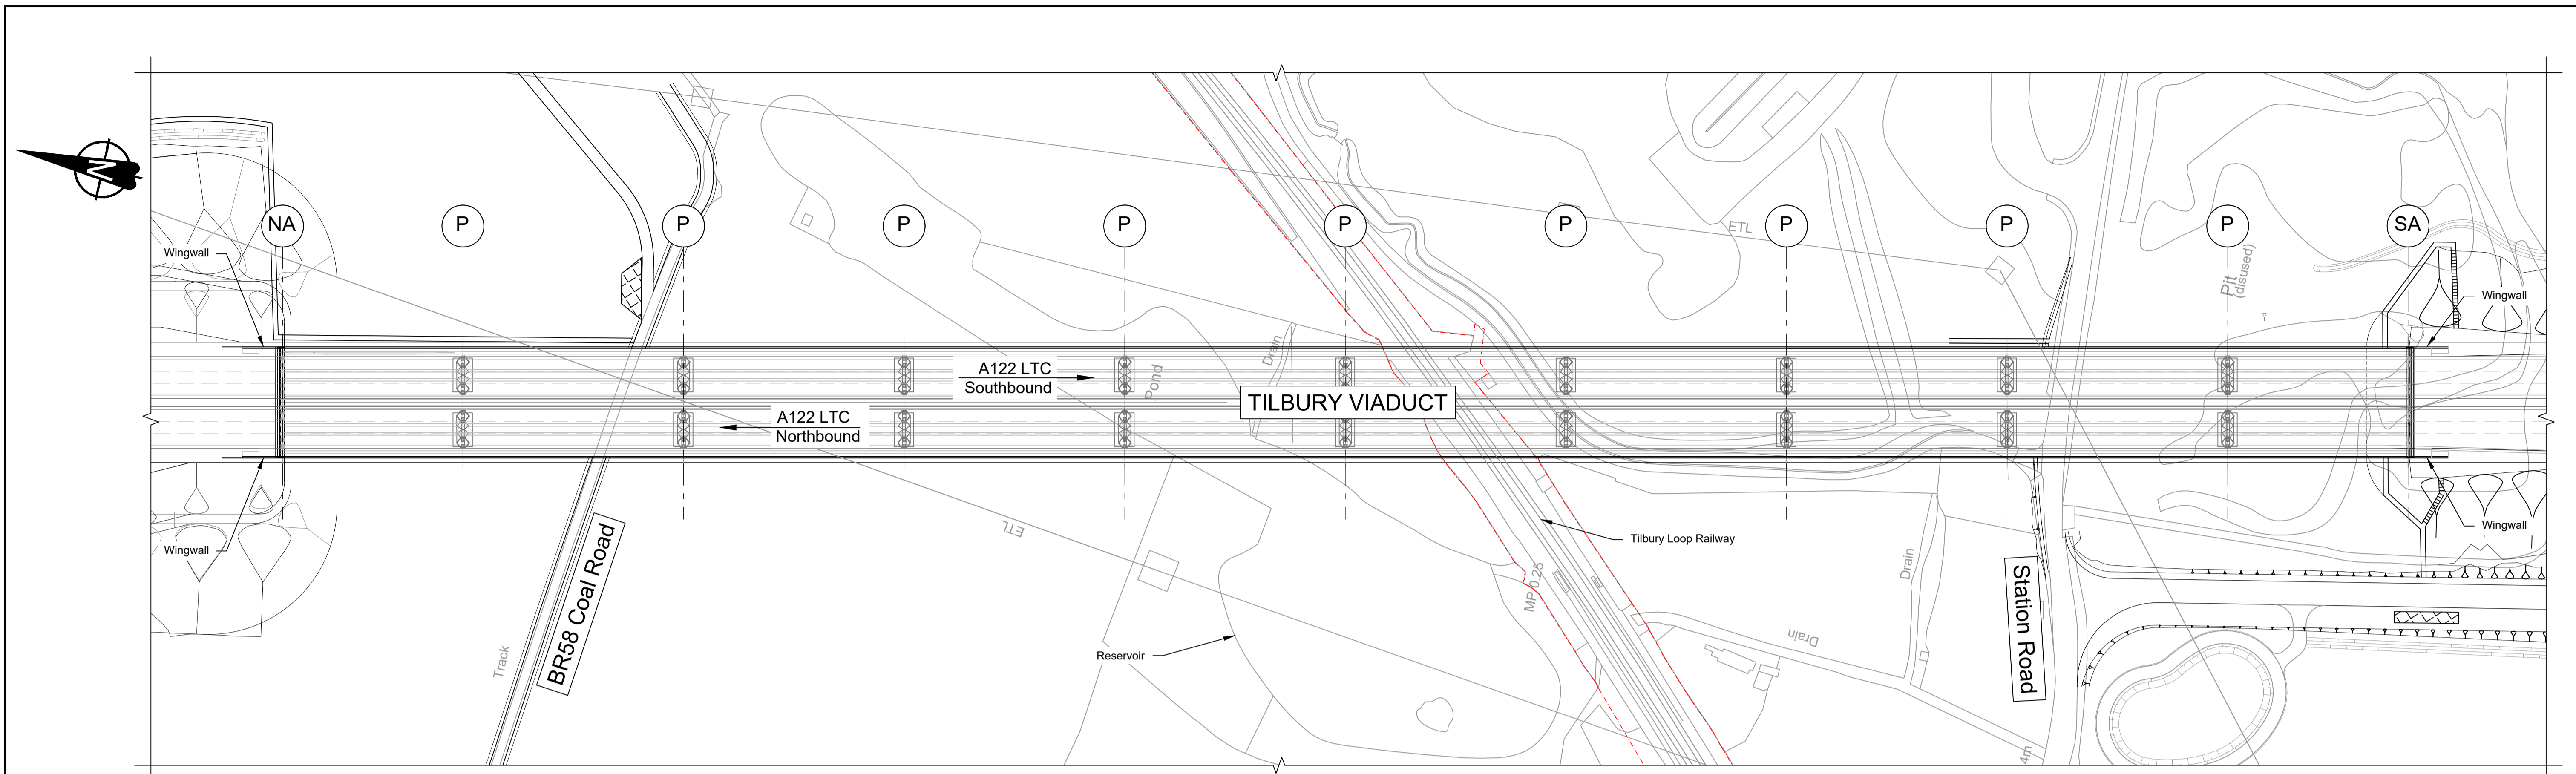 N
NA
P
P
P
P
P
P
P
P
P
SA
ETL
Pit
(disused)
Wingwall
Wingwall
A122 LTC
Southbound
Pond
Drain
TILBURY VIADUCT
A122 LTC
Northbound
Wingwall
Wingwall
ETL
Tilbury Loop Railway
MP 0.25
Drain
Drain
Station Road
BR58 Coal Road
Track
Reservoir
4m